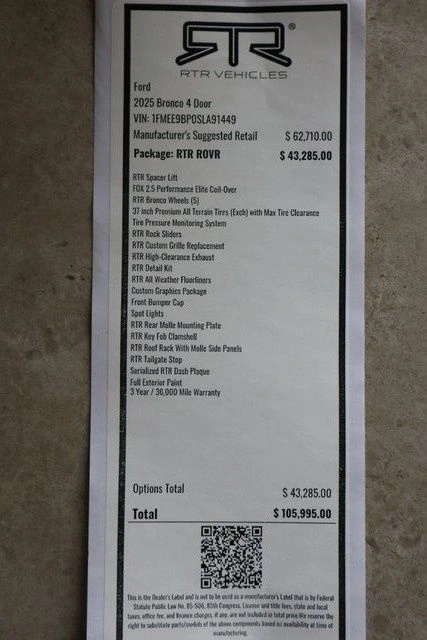 RTR®
RTR VEHICLES
Ford
2025 Bronco 4 Door
VIN: 1FMEE9BP0SLA91449
Manufacturer's Suggested Retail $ 62,710.00
Package: RTR ROVR $ 43,285.00
RTR Spacer Lift
FOX 2.5 Performance Elite Coil-Over
RTR Bronco Wheels (5)
37 inch Premium All Terrain Tires (Exch) with Max Tire Clearance
Tire Pressure Monitoring System
RTR Rock Sliders
RTR Custom Grille Replacement
RTR High-Clearance Exhaust
RTR Detail Kit
RTR All Weather Floorliners
Custom Graphics Package
Front Bumper Cap
Spot Lights
RTR Rear Molle Mounting Plate
RTR Key Fob Clamshell
RTR Roof Rack With Molle Side Panels
RTR Tailgate Stop
Serialized RTR Dash Plaque
Full Exterior Paint
3 Year / 36,000 Mile Warranty
Options Total $ 43,285.00
Total $ 105,995.00
This is the Dealer's Label and is not to be used as a manufacturer's Label that is by Federal
Statute Public Law No. 85-506, 85th Congress. License and title fees, state and local
taxes, office fee, and finance charges, if any, are not included in total price.We reserve the
right to substitute parts/models of the above components based on availability at time of
manufacturing.